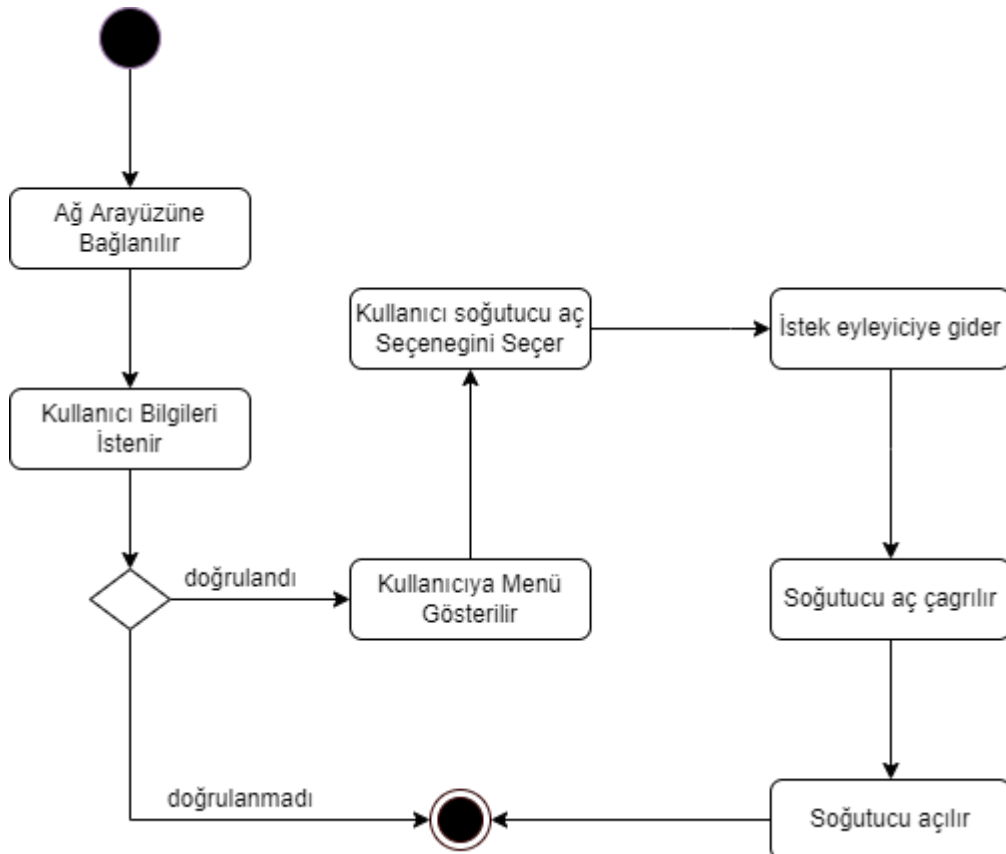 Ağ Arayüzüne
Bağlanılır
Kullanıcı Bilgileri
İstenir
doğrulandı
Kullanıcıya Menü
Gösterilir
Kullanıcı soğutucu aç
Seçenegini Seçer
İstek eyleyiciye gider
Soğutucu aç çagrılır
Soğutucu açılır
doğrulanmadı